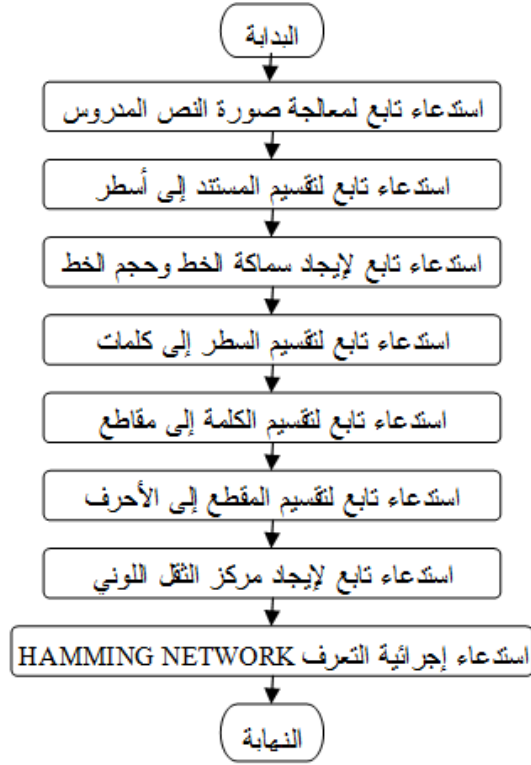 البداية
استدعاء تابع لمعالجة صورة النص المدروس
استدعاء تابع لتقسيم المستند إلى أسطر
استدعاء تابع لإيجاد سماكة الخط وحجم الخط
استدعاء تابع لتقسيم السطر إلى كلمات
استدعاء تابع لتقسيم الكلمة إلى مقاطع
استدعاء تابع لتقسيم المقطع إلى الأحرف
استدعاء تابع لإيجاد مركز الثقل اللوني
استدعاء إجرائية التعرف HAMMING NETWORK
النهاية